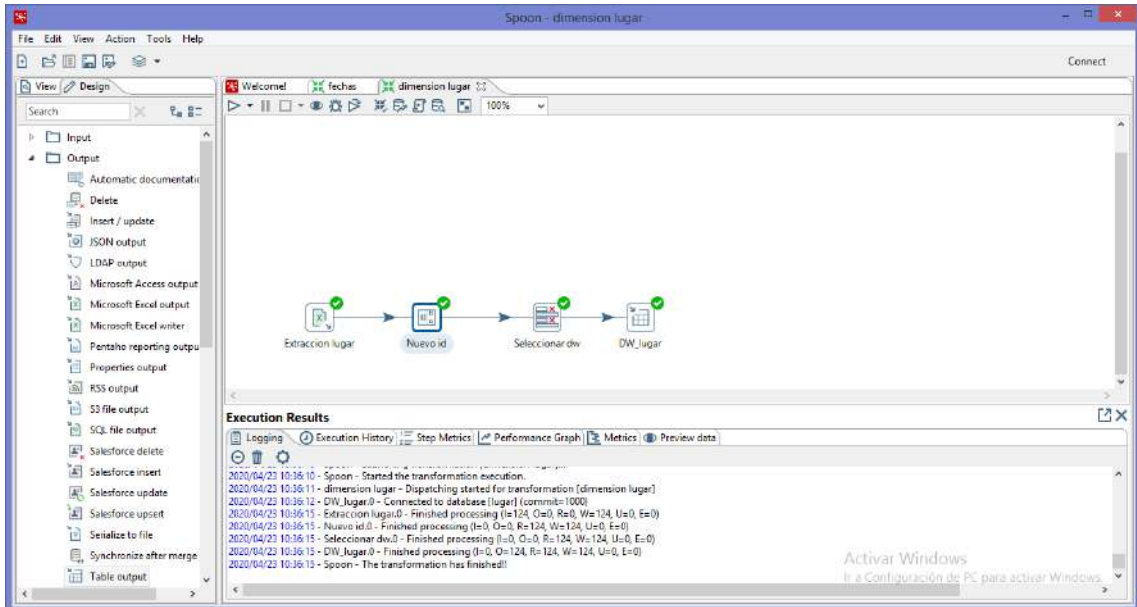 Spoon - dimension lugar
File Edit View Action Tools Help
Connect
View Design
Welcome! fechas dimension lugar
Search
100%
Input
Output
Automatic documentatic
Delete
Insert / update
JSON output
LDAP output
Microsoft Access output
Microsoft Excel output
Microsoft Excel writer
Pentaho reporting outpu
Properties output
RSS output
S3 file output
SQL file output
Salesforce delete
Salesforce insert
Salesforce update
Salesforce upsert
Serialize to file
Synchronize after merge
Table output
Extraccion lugar
Nuevo id
Seleccionar dw
DW_lugar
Execution Results
Logging Execution History Step Metrics Performance Graph Metrics Preview data
2020/04/23 10:36:10 - Spoon - Started the transformation execution.
2020/04/23 10:36:11 - dimension lugar - Dispatching started for transformation [dimension lugar]
2020/04/23 10:36:12 - DW_lugar.0 - Connected to database [lugar] (commit=1000)
2020/04/23 10:36:15 - Extraccion lugar.0 - Finished processing (I=124, O=0, R=0, W=124, U=0, E=0)
2020/04/23 10:36:15 - Nuevo id.0 - Finished processing (I=0, O=0, R=124, W=124, U=0, E=0)
2020/04/23 10:36:15 - Seleccionar dw.0 - Finished processing (I=0, O=0, R=124, W=124, U=0, E=0)
2020/04/23 10:36:15 - DW_lugar.0 - Finished processing (I=0, O=124, R=124, W=124, U=0, E=0)
2020/04/23 10:36:15 - Spoon - The transformation has finished!!
Activar Windows
Ir a Configuración de PC para activar Windows.